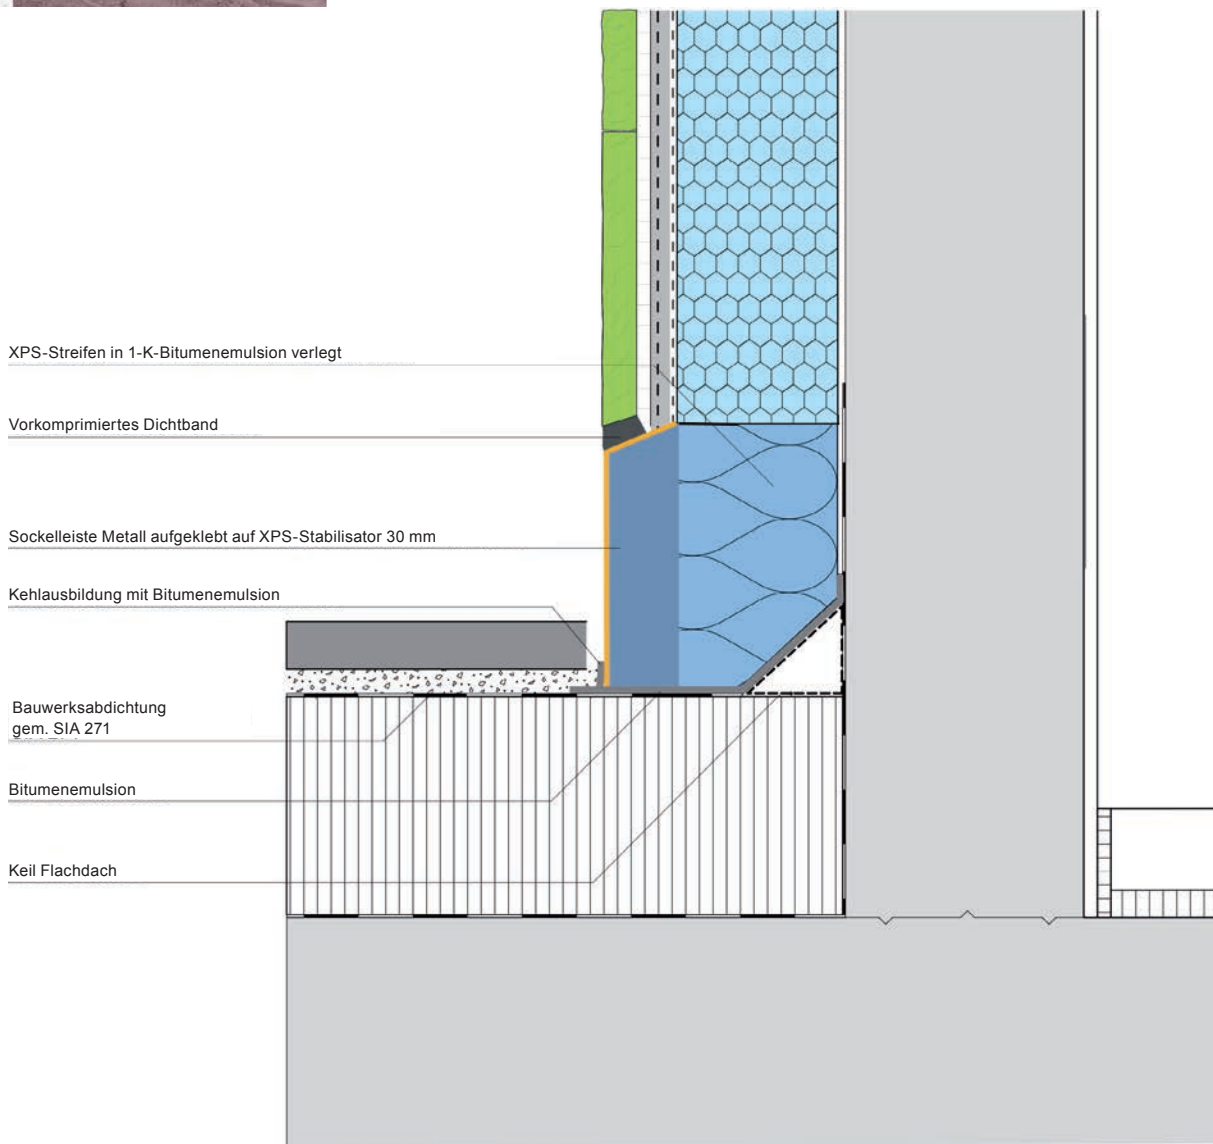 XPS-Streifen in 1-K-Bitumenemulsion verlegt
Vorkomprimiertes Dichtband
Sockelleiste Metall aufgeklebt auf XPS-Stabilisator 30 mm
Kehlausbildung mit Bitumenemulsion
Bauwerksabdichtung
gem. SIA 271
Bitumenemulsion
Keil Flachdach